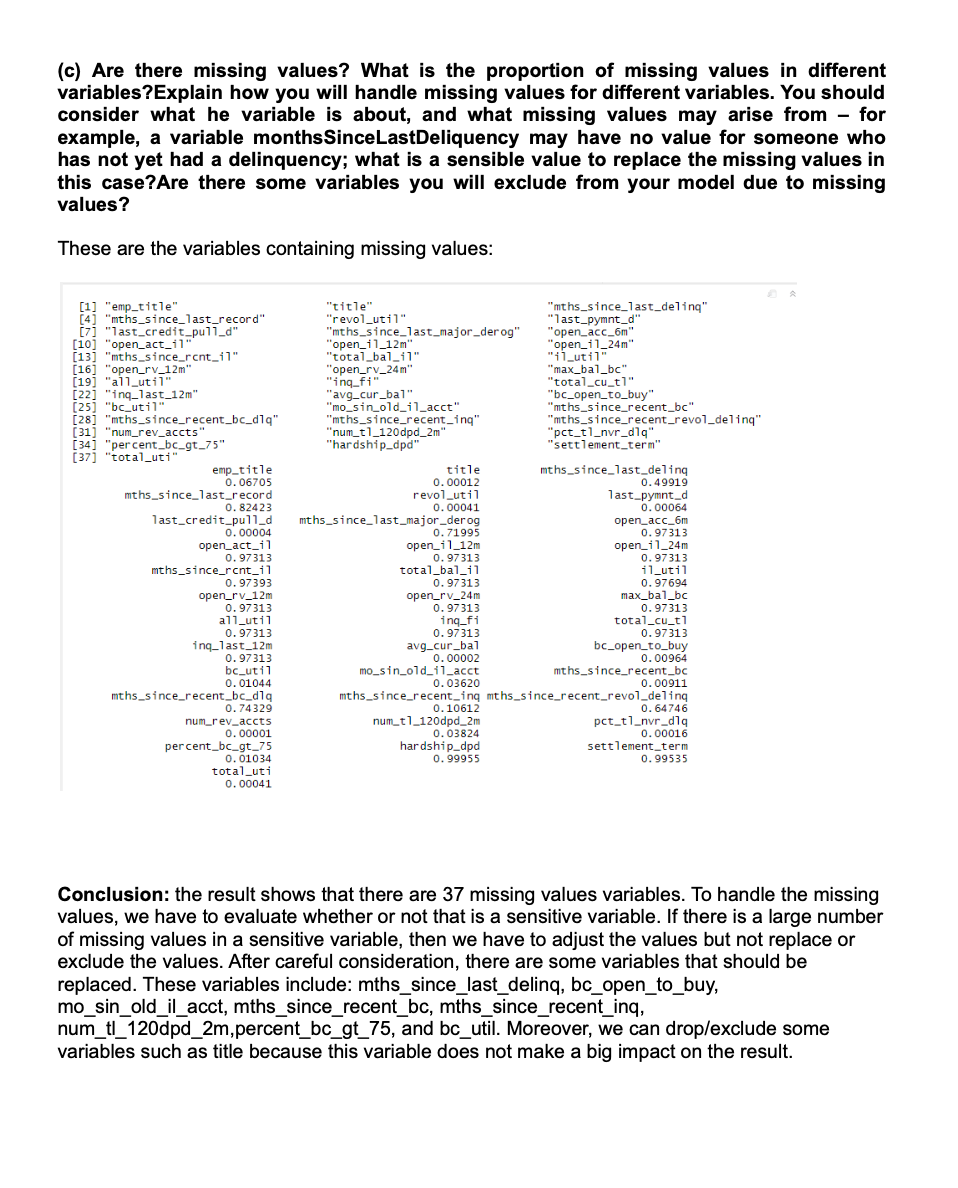 (c) Are there missing values? What is the proportion of missing values in different
variables?Explain how you will handle missing values for different variables. You should
consider what he variable is about, and what missing values may arise from – for
example, a variable monthsSinceLastDeliquency may have no value for someone who
has not yet had a delinquency; what is a sensible value to replace the missing values in
this case?Are there some variables you will exclude from your model due to missing
values?
These are the variables containing missing values:
[1] "emp_title" "title" "mths_since_last_delinq"
[4] "mths_since_last_record" "revol_util" "last_pymnt_d"
[7] "last_credit_pull_d" "mths_since_last_major_derog" "open_acc_6m"
[10] "open_act_il" "open_il_12m" "open_il_24m"
[13] "mths_since_rcnt_il" "total_bal_il" "il_util"
[16] "open_rv_12m" "open_rv_24m" "max_bal_bc"
[19] "all_util" "inq_fi" "total_cu_tl"
[22] "inq_last_12m" "avg_cur_bal" "bc_open_to_buy"
[25] "bc_util" "mo_sin_old_il_acct" "mths_since_recent_bc"
[28] "mths_since_recent_bc_dlq" "mths_since_recent_inq" "mths_since_recent_revol_delinq"
[31] "num_rev_accts" "num_tl_120dpd_2m" "pct_tl_nvr_dlq"
[34] "percent_bc_gt_75" "hardship_dpd" "settlement_term"
[37] "total_uti"
emp_title title mths_since_last_delinq
0.06705 0.00012 0.49919
mths_since_last_record revol_util last_pymnt_d
0.82423 0.00041 0.00064
last_credit_pull_d mths_since_last_major_derog open_acc_6m
0.00004 0.71995 0.97313
open_act_il open_il_12m open_il_24m
0.97313 0.97313 0.97313
mths_since_rcnt_il total_bal_il il_util
0.97393 0.97313 0.97694
open_rv_12m open_rv_24m max_bal_bc
0.97313 0.97313 0.97313
all_util inq_fi total_cu_tl
0.97313 0.97313 0.97313
inq_last_12m avg_cur_bal bc_open_to_buy
0.97313 0.00002 0.00964
bc_util mo_sin_old_il_acct mths_since_recent_bc
0.01044 0.03620 0.00911
mths_since_recent_bc_dlq mths_since_recent_inq mths_since_recent_revol_delinq
0.74329 0.10612 0.64746
num_rev_accts num_tl_120dpd_2m pct_tl_nvr_dlq
0.00001 0.03824 0.00016
percent_bc_gt_75 hardship_dpd settlement_term
0.01034 0.99955 0.99535
total_uti
0.00041
Conclusion: the result shows that there are 37 missing values variables. To handle the missing
values, we have to evaluate whether or not that is a sensitive variable. If there is a large number
of missing values in a sensitive variable, then we have to adjust the values but not replace or
exclude the values. After careful consideration, there are some variables that should be
replaced. These variables include: mths_since_last_delinq, bc_open_to_buy,
mo_sin_old_il_acct, mths_since_recent_bc, mths_since_recent_inq,
num_tl_120dpd_2m,percent_bc_gt_75, and bc_util. Moreover, we can drop/exclude some
variables such as title because this variable does not make a big impact on the result.